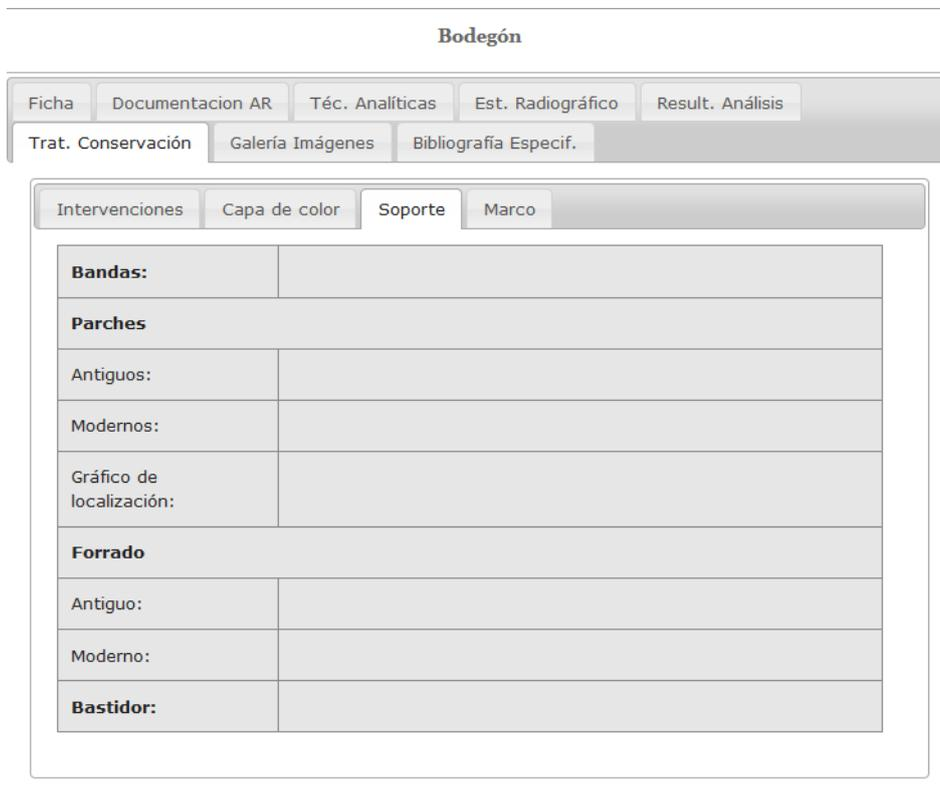 Bodegón
Ficha Documentacion AR Téc. Analíticas Est. Radiográfico Result. Análisis
Trat. Conservación Galería Imágenes Bibliografía Especif.
Intervenciones Capa de color Soporte Marco
Bandas:
Parches
Antiguos:
Modernos:
Gráfico de
localización:
Forrado
Antiguo:
Moderno:
Bastidor: